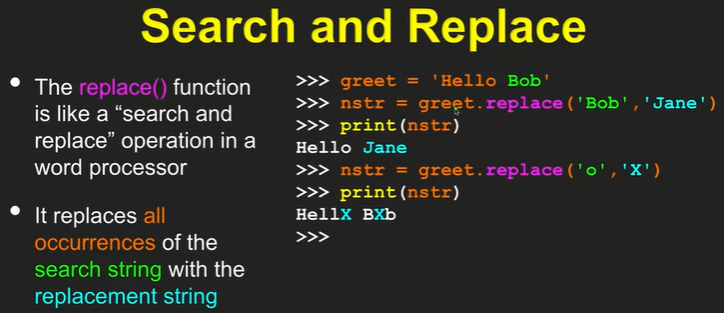 Search and Replace
• The replace() function
is like a “search and
replace” operation in a
word processor
• It replaces all
occurrences of the
search string with the
replacement string
>>> greet = 'Hello Bob'
>>> nstr = greet.replace('Bob','Jane')
>>> print(nstr)
Hello Jane
>>> nstr = greet.replace('o','X')
>>> print(nstr)
HellX BXb
>>>